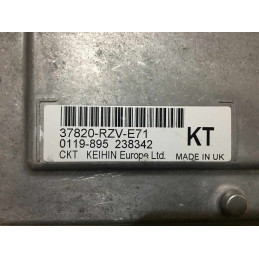 37820-RZV-E71
0119-895 238342
CKT KEIHIN Europe Ltd.
KT
MADE IN UK